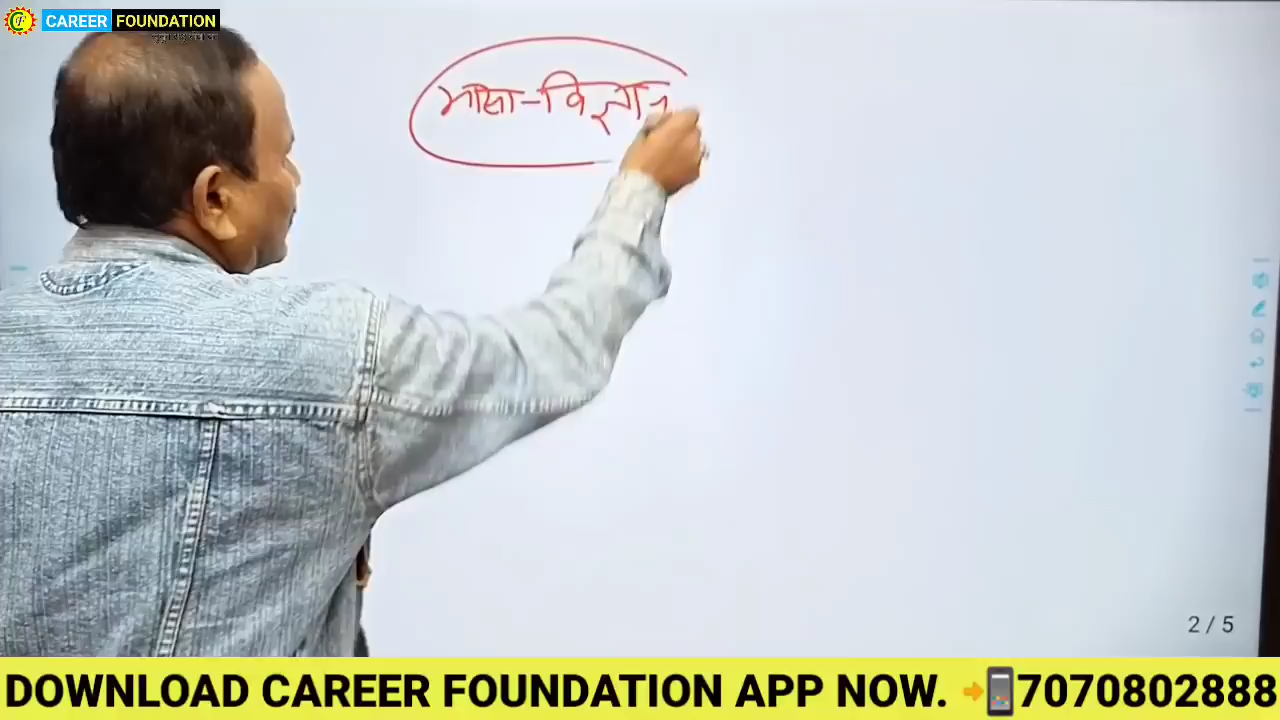 CAREER FOUNDATION
भाषा-विज्ञान
2 / 5
DOWNLOAD CAREER FOUNDATION APP NOW. 7070802888